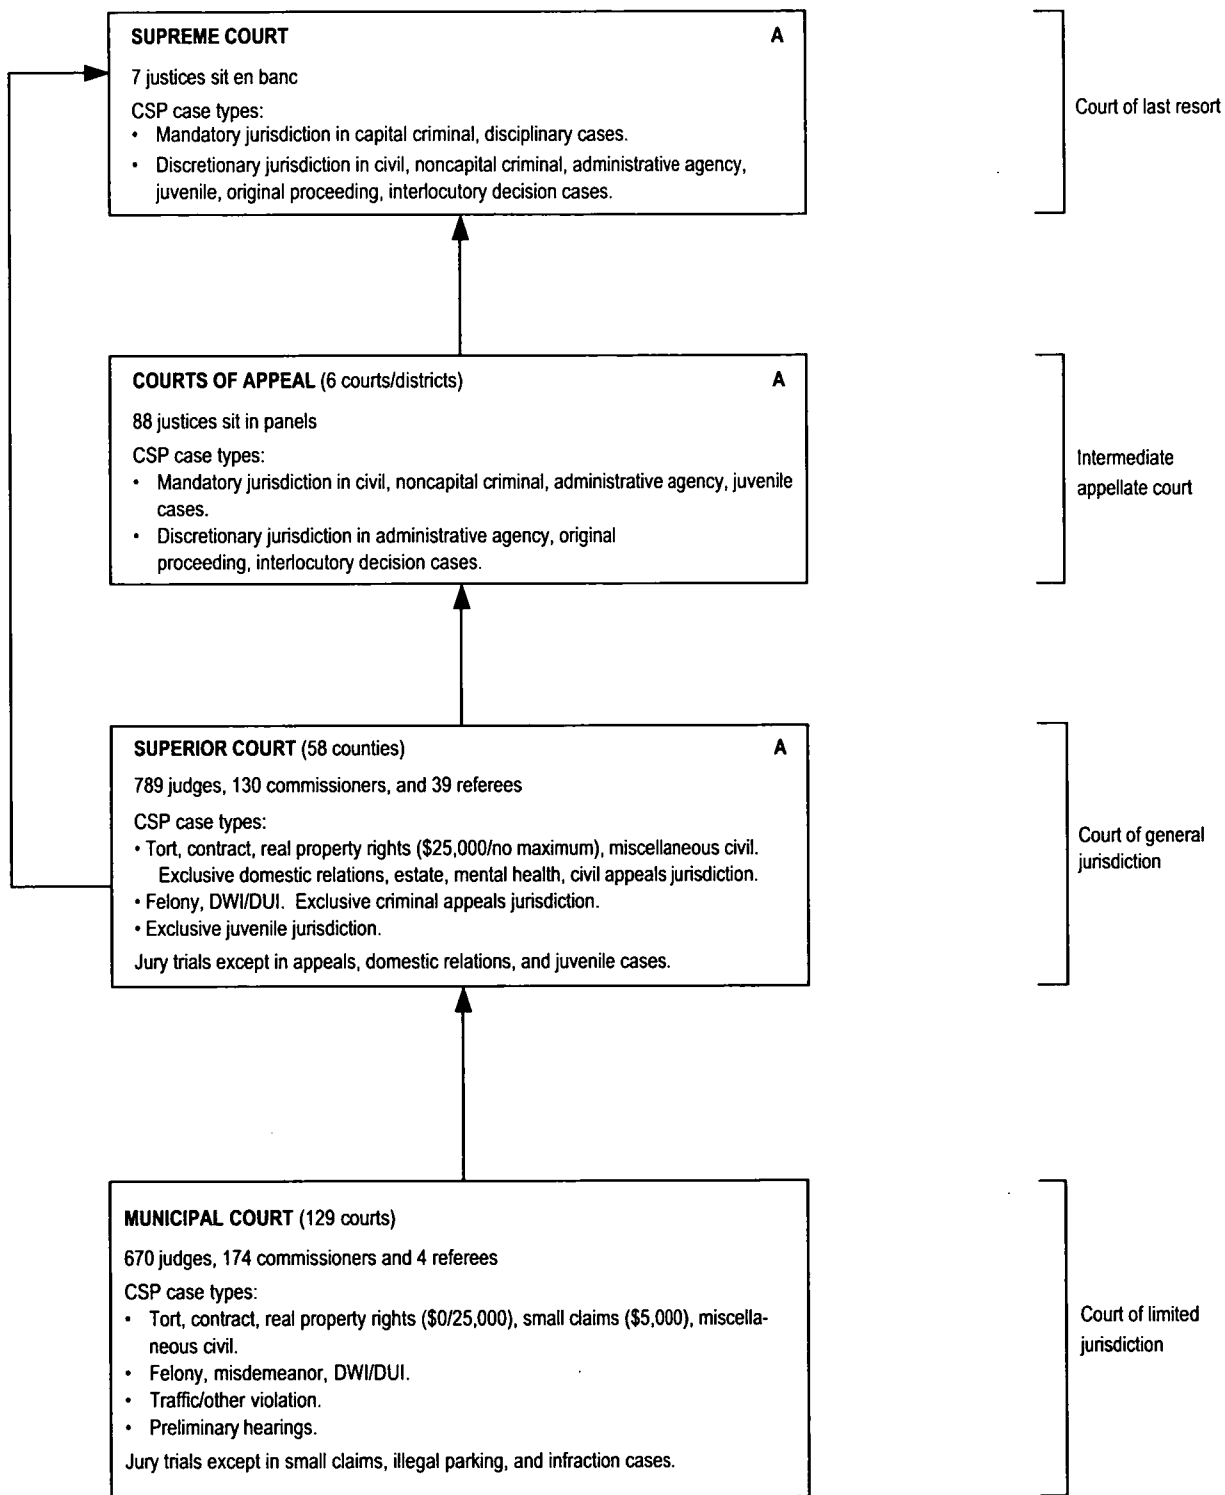 SUPREME COURT A
7 justices sit en banc
CSP case types:
• Mandatory jurisdiction in capital criminal, disciplinary cases.
• Discretionary jurisdiction in civil, noncapital criminal, administrative agency,
juvenile, original proceeding, interlocutory decision cases.
Court of last resort
COURTS OF APPEAL (6 courts/districts) A
88 justices sit in panels
CSP case types:
• Mandatory jurisdiction in civil, noncapital criminal, administrative agency, juvenile
cases.
• Discretionary jurisdiction in administrative agency, original
proceeding, interlocutory decision cases.
Intermediate
appellate court
SUPERIOR COURT (58 counties) A
789 judges, 130 commissioners, and 39 referees
CSP case types:
• Tort, contract, real property rights ($25,000/no maximum), miscellaneous civil.
Exclusive domestic relations, estate, mental health, civil appeals jurisdiction.
• Felony, DWI/DUI. Exclusive criminal appeals jurisdiction.
• Exclusive juvenile jurisdiction.
Jury trials except in appeals, domestic relations, and juvenile cases.
Court of general
jurisdiction
MUNICIPAL COURT (129 courts)
670 judges, 174 commissioners and 4 referees
CSP case types:
• Tort, contract, real property rights ($0/25,000), small claims ($5,000), miscella-
neous civil.
• Felony, misdemeanor, DWI/DUI.
• Traffic/other violation.
• Preliminary hearings.
Jury trials except in small claims, illegal parking, and infraction cases.
Court of limited
jurisdiction